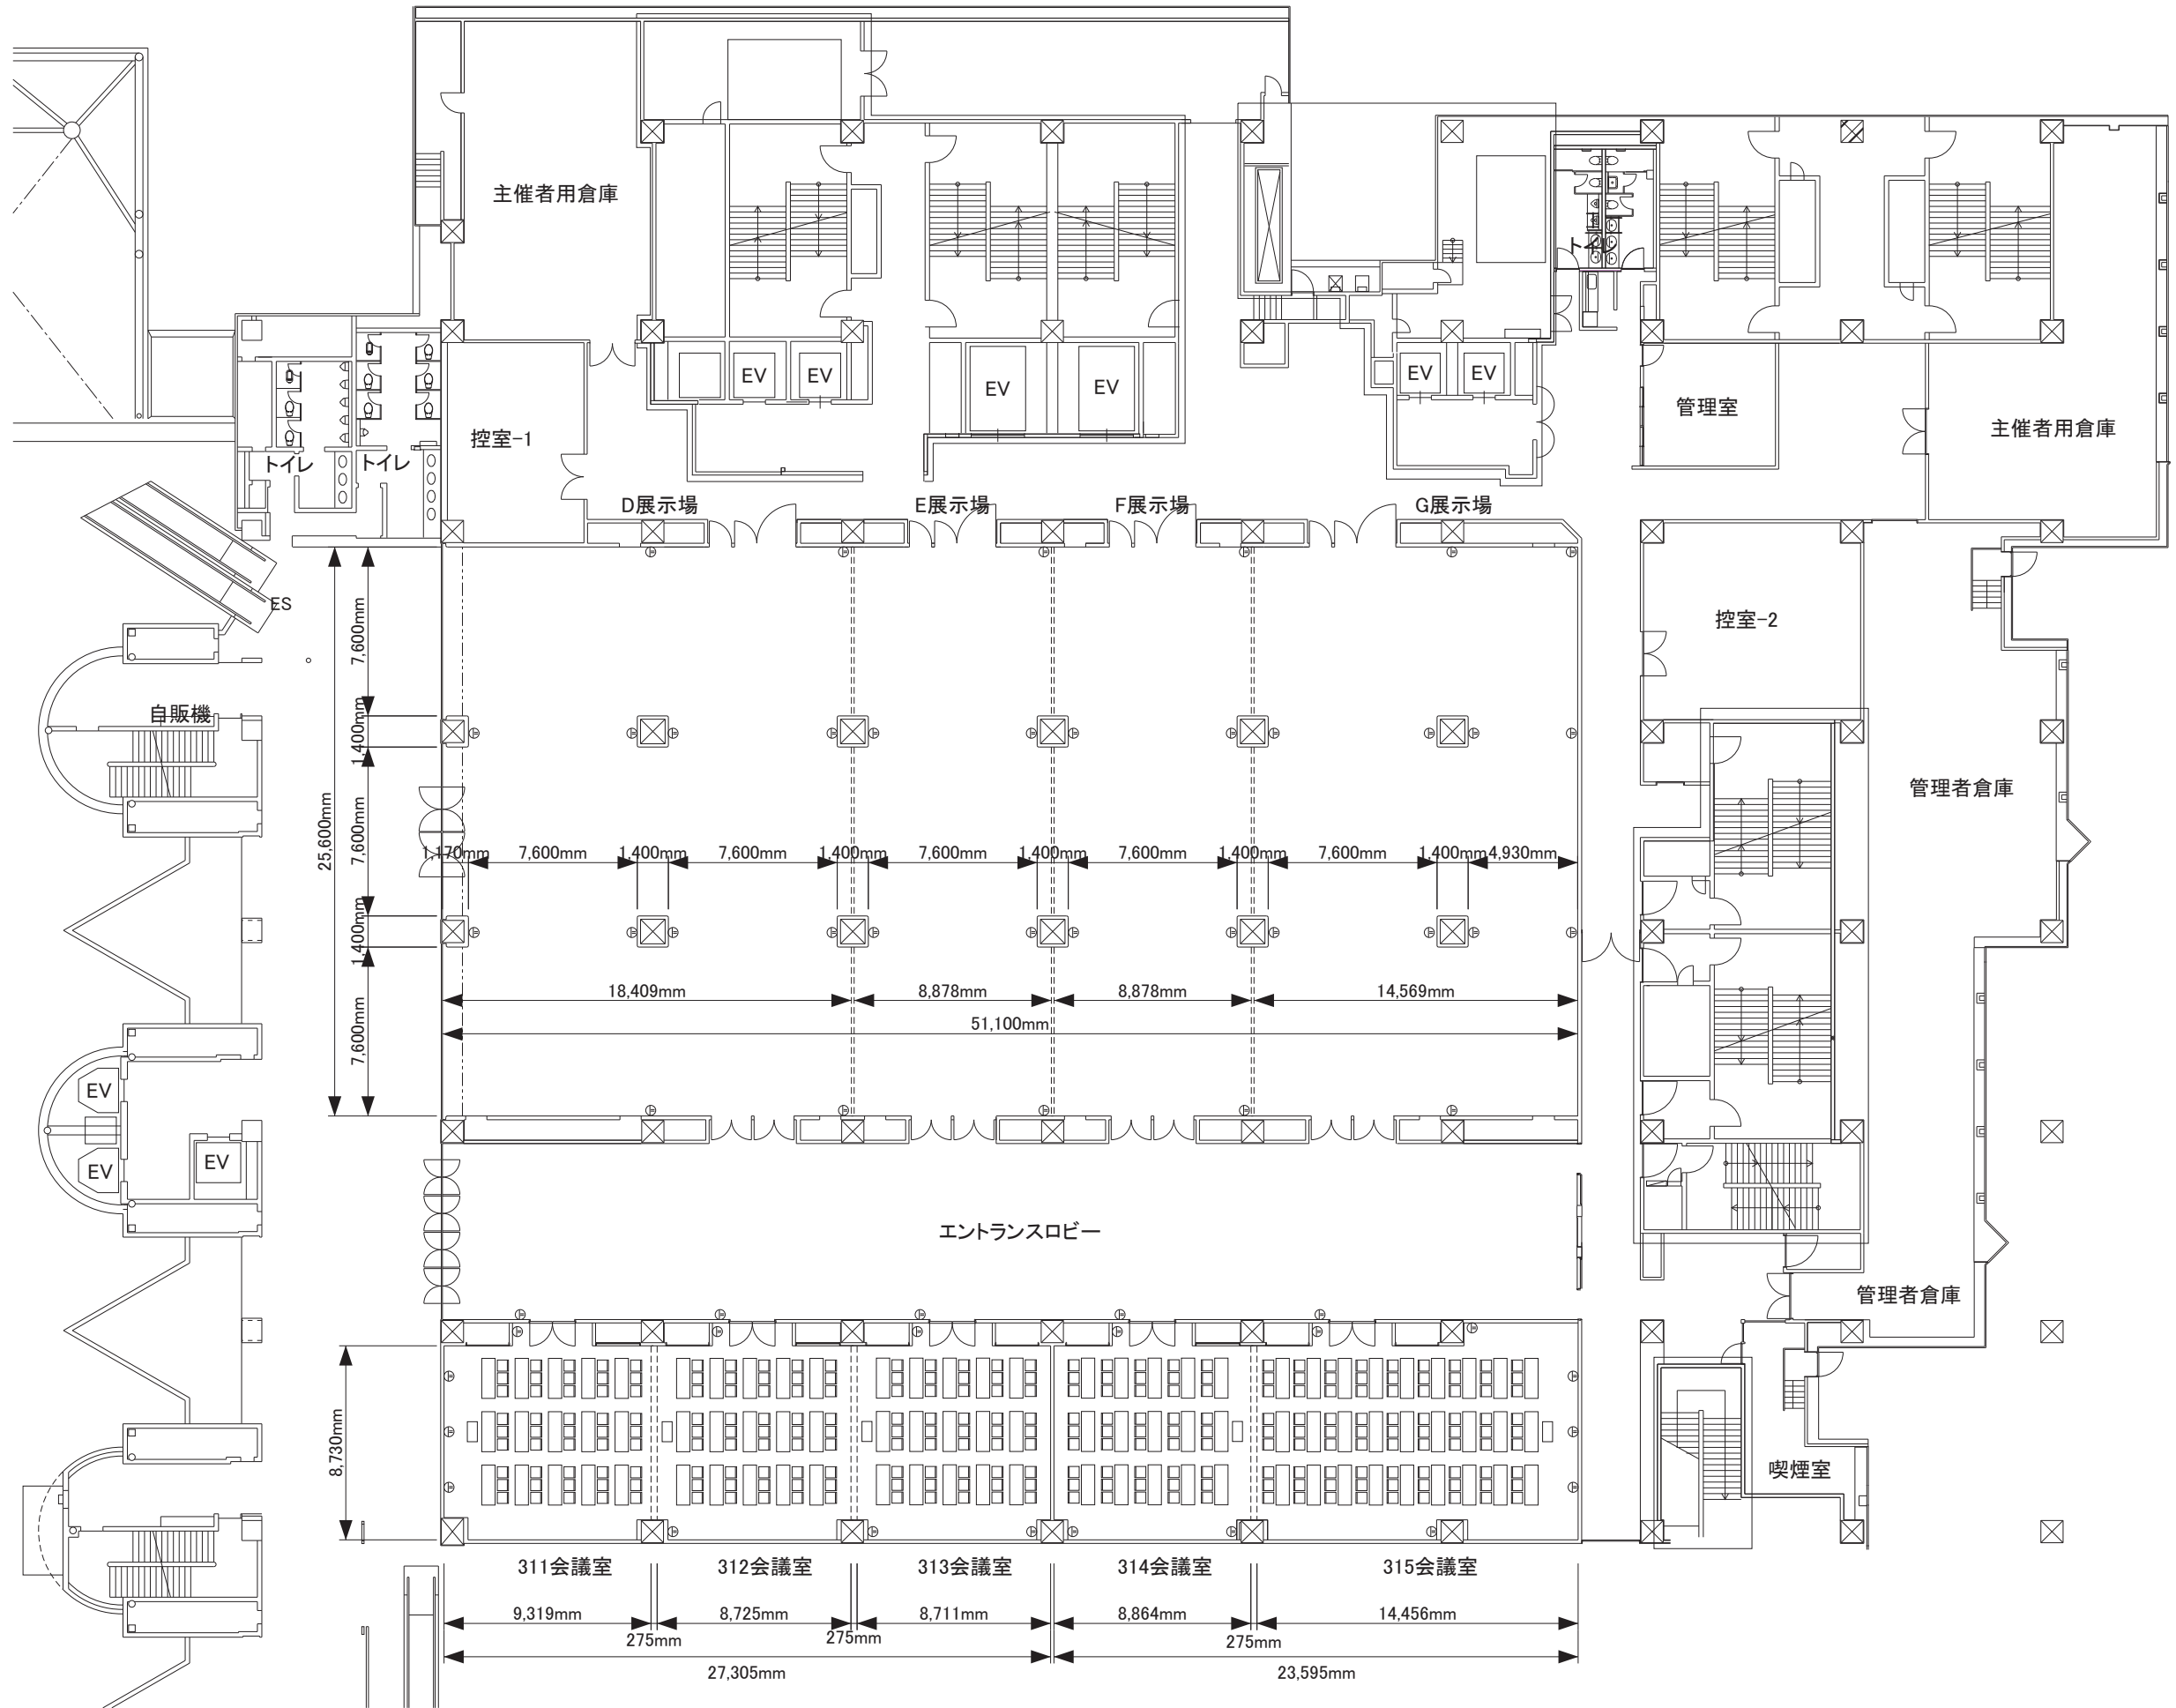 主催者用倉庫
トイレ
EV
EV
EV
EV
EV
EV
管理室
主催者用倉庫
控室-1
トイレ
トイレ
D展示場
E展示場
F展示場
G展示場
ES
控室-2
自販機
管理者倉庫
7,600mm
1,400mm
7,600mm
1,400mm
7,600mm
25,600mm
1,170mm
7,600mm
1,400mm
7,600mm
1,400mm
7,600mm
1,400mm
7,600mm
1,400mm
7,600mm
1,400mm
4,930mm
18,409mm
8,878mm
8,878mm
14,569mm
51,100mm
EV
EV
EV
エントランスロビー
管理者倉庫
8,730mm
喫煙室
311会議室
312会議室
313会議室
314会議室
315会議室
9,319mm
8,725mm
8,711mm
8,864mm
14,456mm
275mm
275mm
275mm
27,305mm
23,595mm